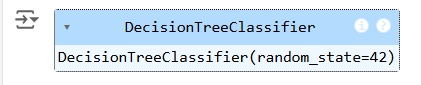 DecisionTreeClassifier i ?
DecisionTreeClassifier(random_state=42)